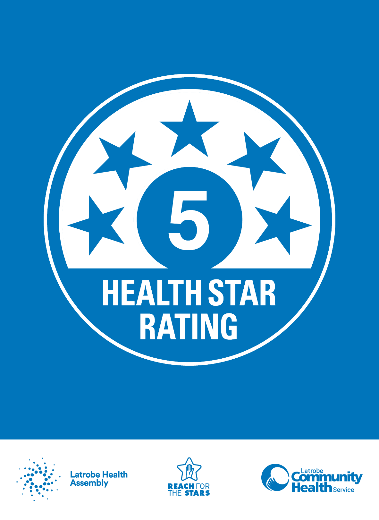 5
HEALTH STAR
RATING
Latrobe Health
Assembly
REACH FOR
THE STARS
Latrobe
Community
Health Service